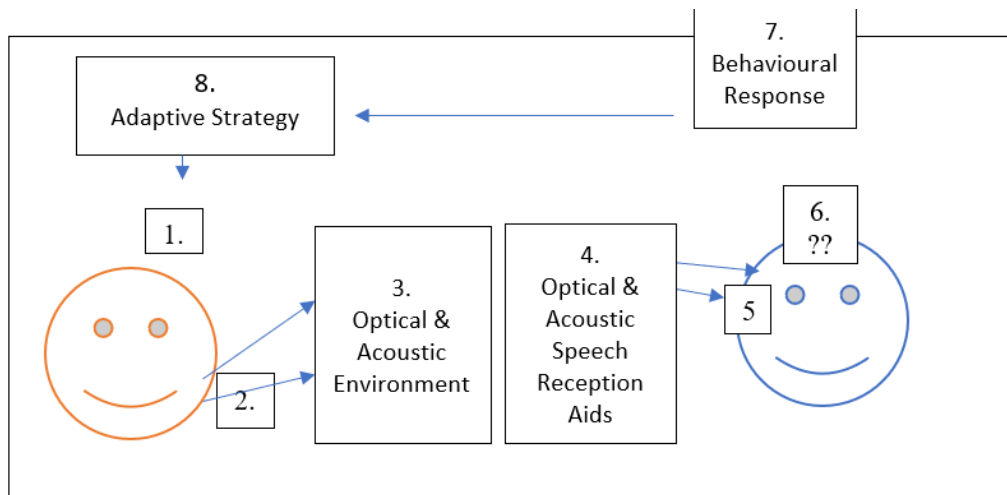 7.
Behavioural
Response
8.
Adaptive Strategy
1.
6.
??
3.
Optical &
Acoustic
Environment
4.
Optical &
Acoustic
Speech
Reception
Aids
5
2.